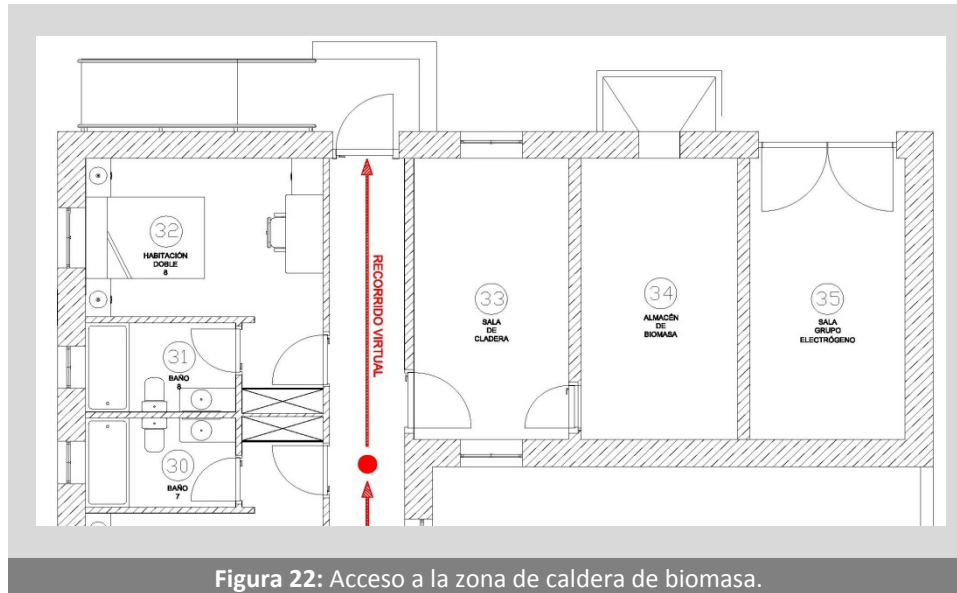 32
HABITACIÓN
DOBLE
8
RECORRIDO VIRTUAL
33
SALA
DE
CLADERA
34
ALMACÉN
DE
BIOMASA
35
SALA
GRUPO
ELECTRÓGENO
31
BAÑO
8
30
BAÑO
7
Figura 22: Acceso a la zona de caldera de biomasa.